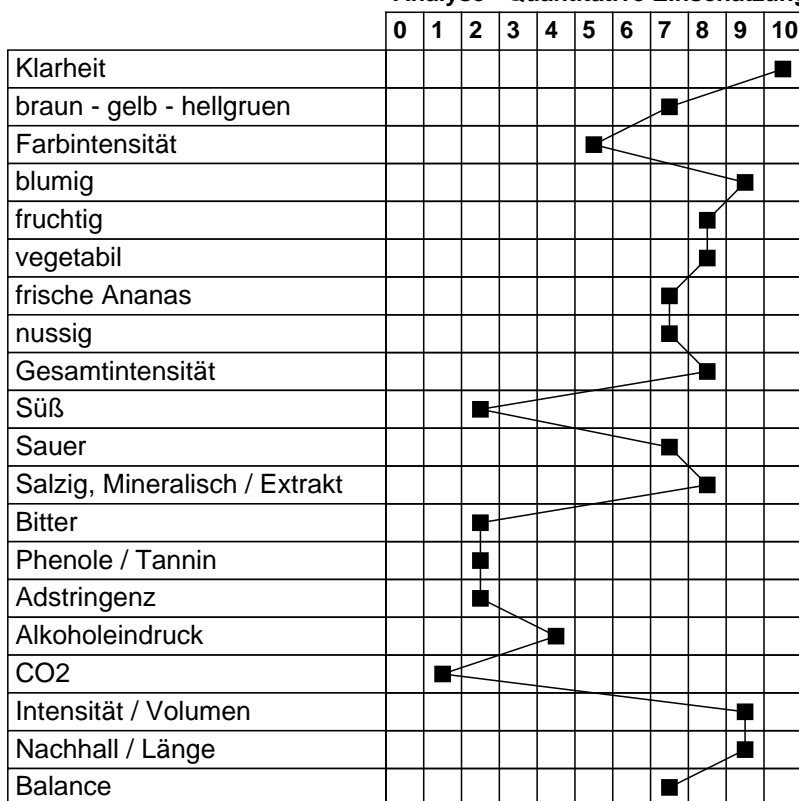 0 1 2 3 4 5 6 7 8 9 10
Klarheit
braun - gelb - hellgruen
Farbintensität
blumig
fruchtig
vegetabil
frische Ananas
nussig
Gesamtintensität
Süß
Sauer
Salzig, Mineralisch / Extrakt
Bitter
Phenole / Tannin
Adstringenz
Alkoholeindruck
CO2
Intensität / Volumen
Nachhall / Länge
Balance